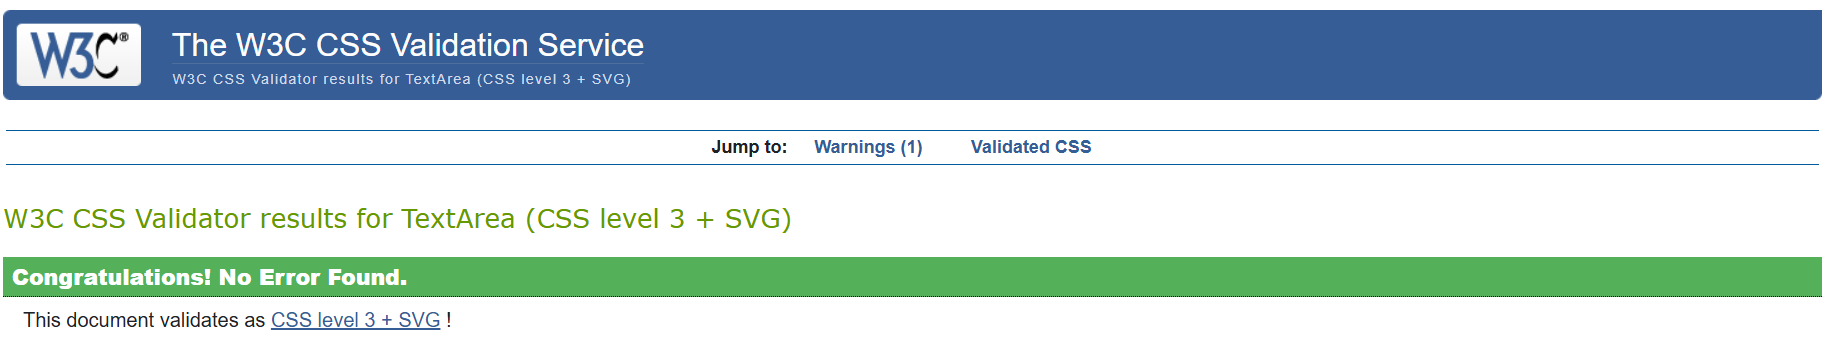 W3C®
The W3C CSS Validation Service
W3C CSS Validator results for TextArea (CSS level 3 + SVG)
Jump to: Warnings (1) Validated CSS
W3C CSS Validator results for TextArea (CSS level 3 + SVG)
Congratulations! No Error Found.
This document validates as CSS level 3 + SVG !